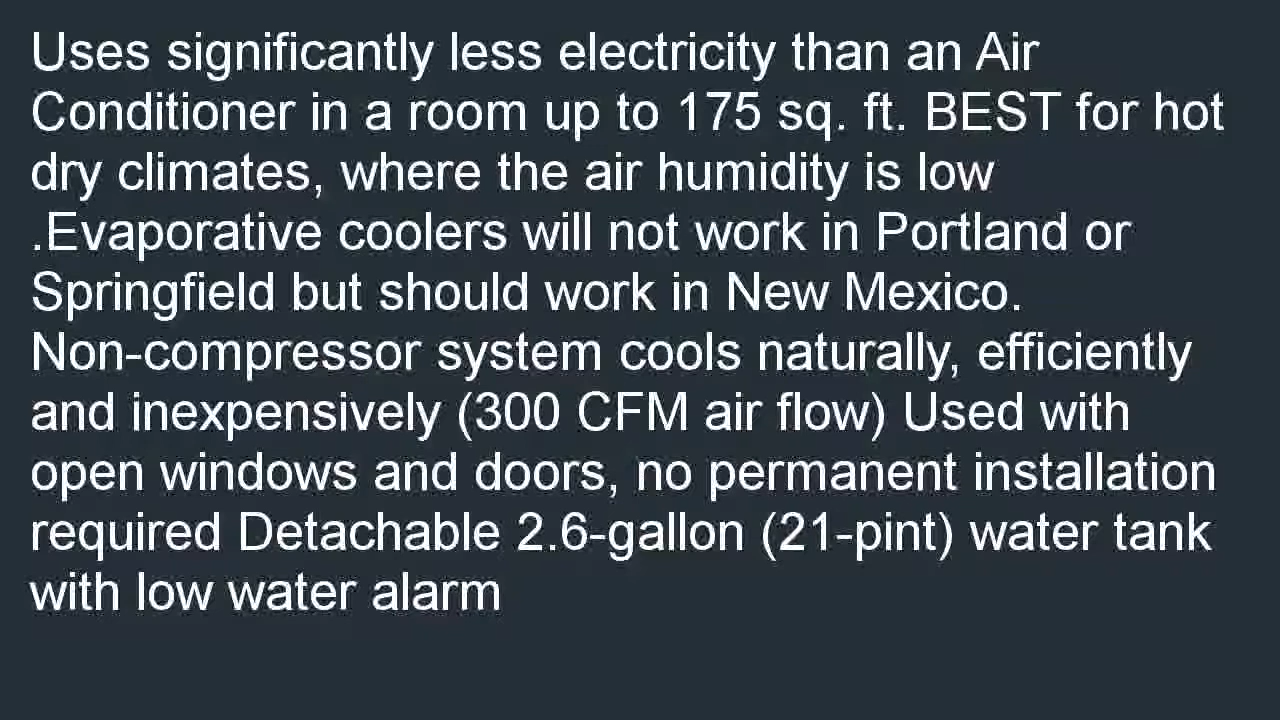 Uses significantly less electricity than an Air
Conditioner in a room up to 175 sq. ft. BEST for hot
dry climates, where the air humidity is low
.Evaporative coolers will not work in Portland or
Springfield but should work in New Mexico.
Non-compressor system cools naturally, efficiently
and inexpensively (300 CFM air flow) Used with
open windows and doors, no permanent installation
required Detachable 2.6-gallon (21-pint) water tank
with low water alarm